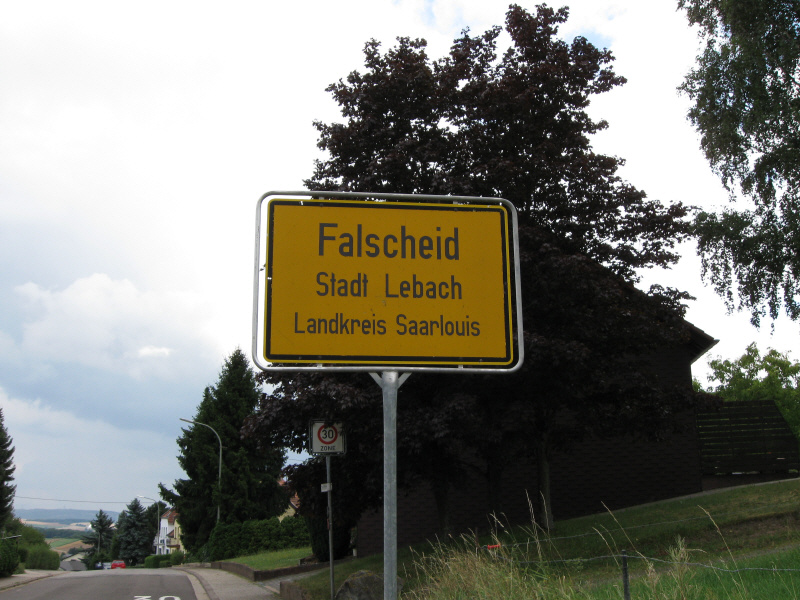 Falscheid
Stadt Lebach
Landkreis Saarlouis
30
ZONE